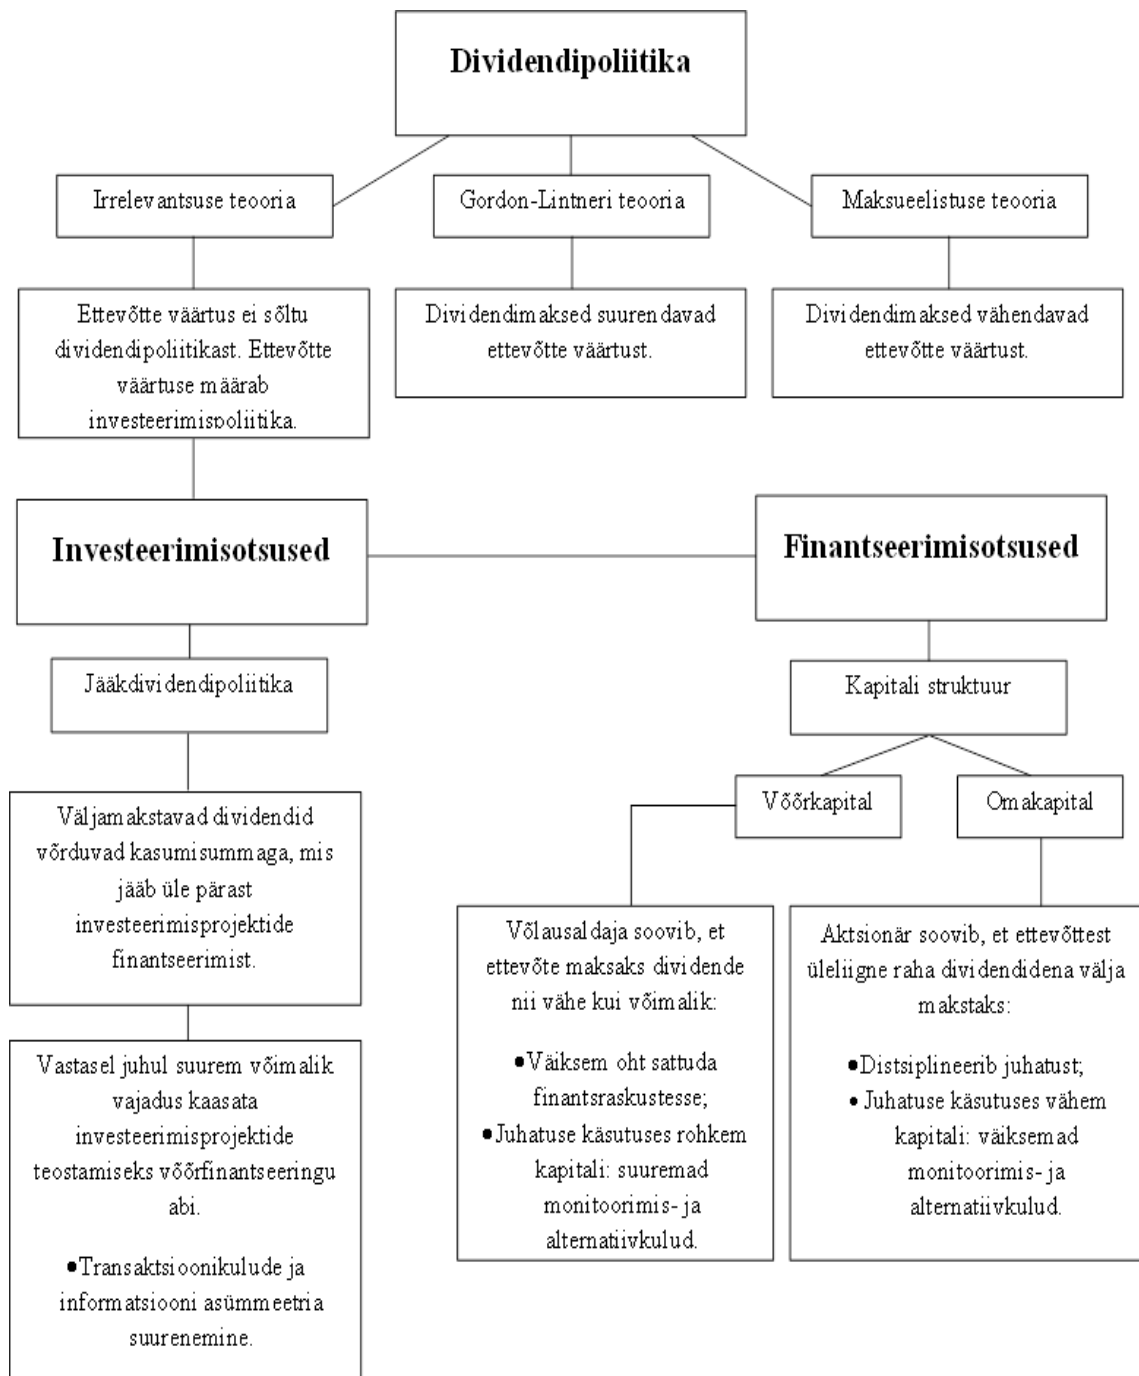 Dividendipoliitika
Irrelevantsuse teooria
Gordon-Lintneri teooria
Maksueelistuse teooria
Ettevõtte väärtus ei sõltu
dividendipoliitikast. Ettevõtte
väärtuse määrab
investeerimispoliitika.
Dividendimaksed suurendavad
ettevõtte väärtust.
Dividendimaksed vähendavad
ettevõtte väärtust.
Investeerimisotsused
Finantseerimisotsused
Jääkdividendipoliitika
Kapitali struktuur
Võõrkapital
Omakapital
Väljamakstavad dividendid
võrduvad kasumisummaga, mis
jääb üle pärast
investeerimisprojektide
finantseerimist.
Vastasel juhul suurem võimalik
vajadus kaasata
investeerimisprojektide
teostamiseks võõrfinantseeringu
abi.
●Transaktsioonikulude ja
informatsiooni asümmeetria
suurenemine.
Võlausaldaja soovib, et
ettevõte maksaks dividende
nii vähe kui võimalik:
●Väiksem oht sattuda
finantsraskustesse;
●Juhatuse käsutuses rohkem
kapitali: suuremad
monitoorimis- ja
alternatiivkulud.
Aktsionär soovib, et ettevõttest
üleliigne raha dividendidena välja
makstaks:
●Distsiplineerib juhatust;
● Juhatuse käsutuses vähem
kapitali: väiksemad
monitoorimis- ja
alternatiivkulud.